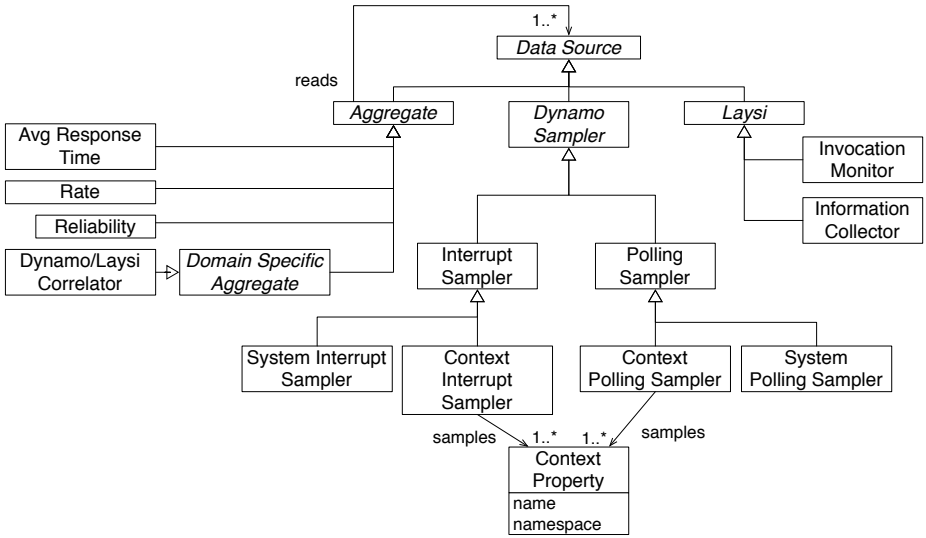 1..*
Data Source
reads
Aggregate
Dynamo
Sampler
Laysi
Avg Response
Time
Invocation
Monitor
Rate
Reliability
Information
Collector
Dynamo/Laysi
Correlator
Domain Specific
Aggregate
Interrupt
Sampler
Polling
Sampler
System Interrupt
Sampler
Context
Interrupt
Sampler
Context
Polling Sampler
System
Polling Sampler
samples
1..*
1..*
samples
Context
Property
name
namespace